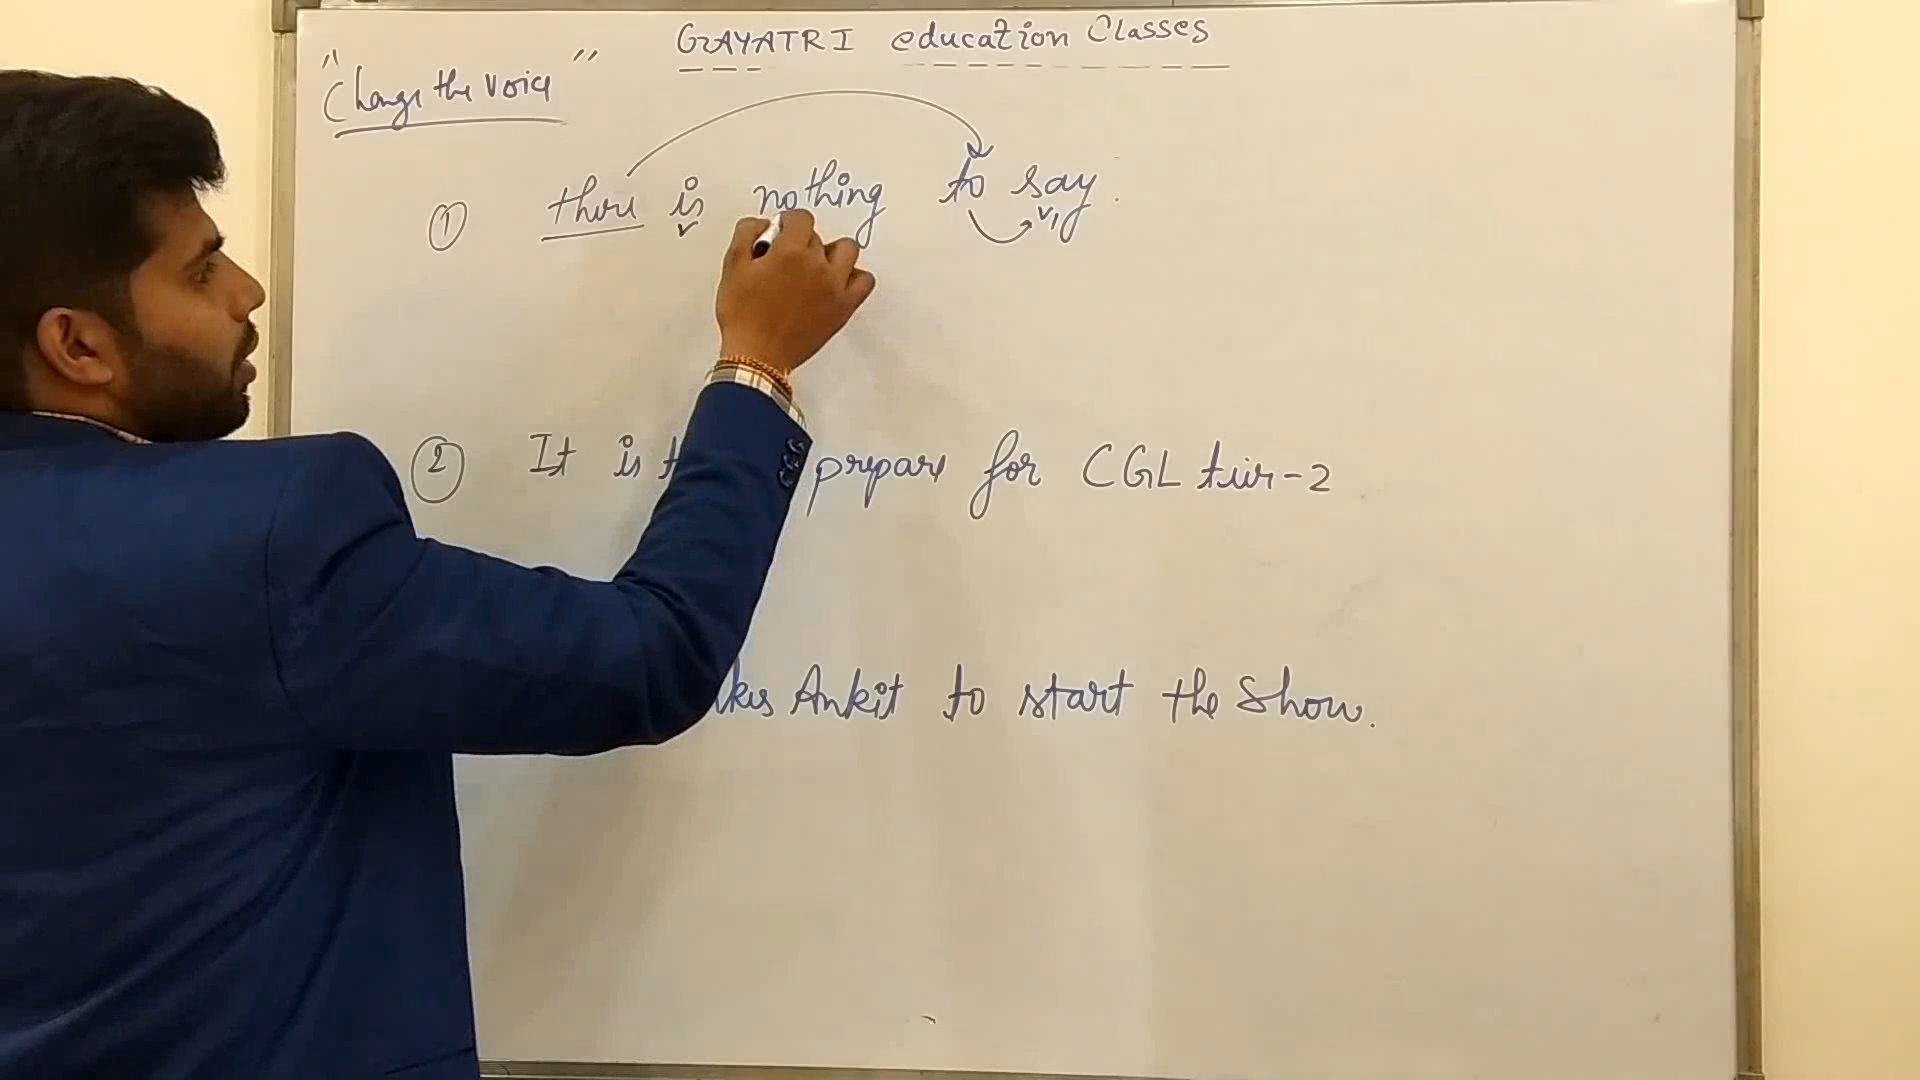 GAYATRI education Classes
"Change the voice"
① there is nothing to say.
v v1
② It is prepare for CGL tier-2
Ankit to start the Show.